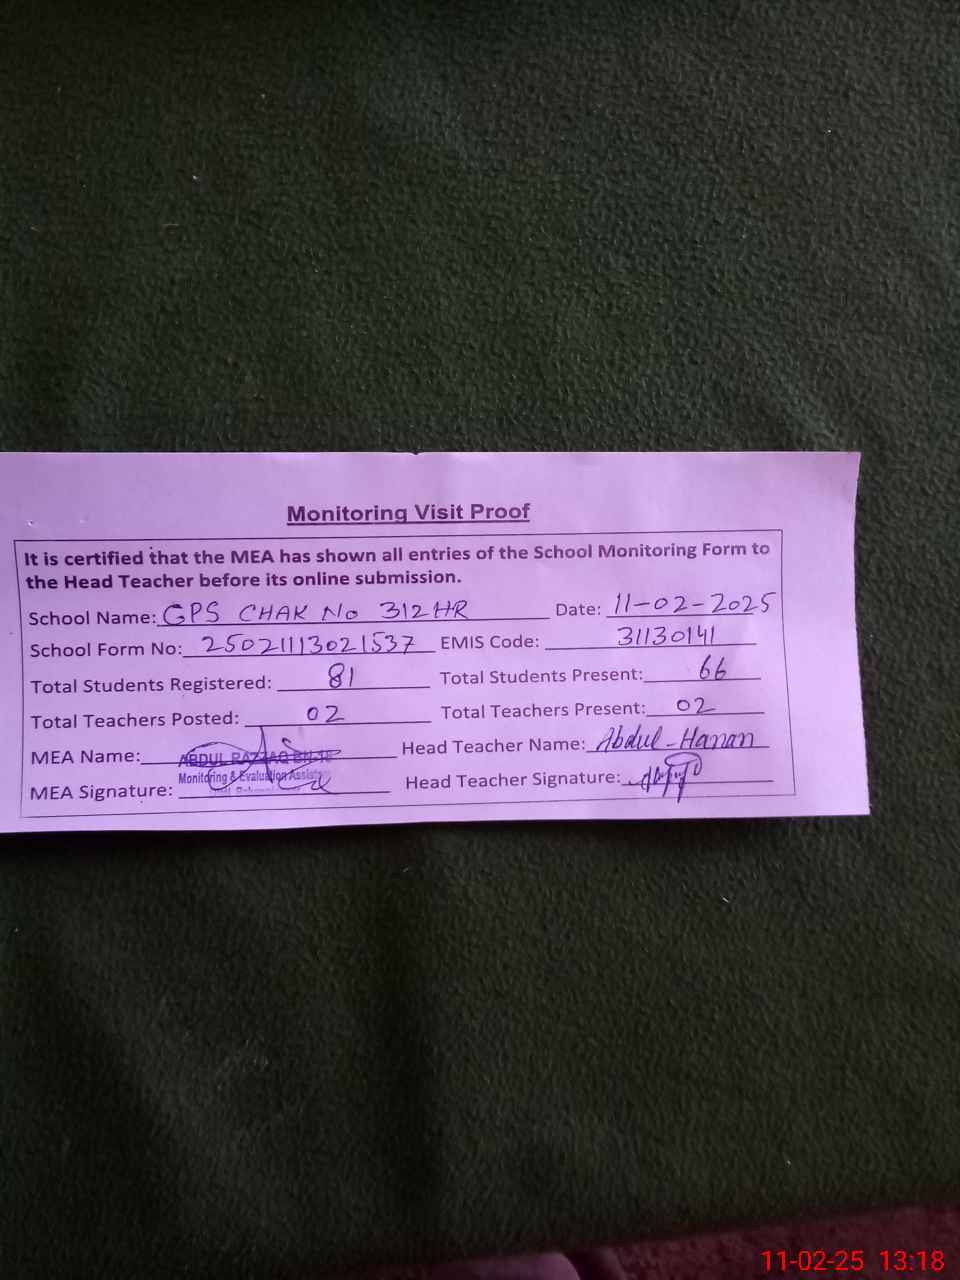 Monitoring Visit Proof
It is certified that the MEA has shown all entries of the School Monitoring Form to
the Head Teacher before its online submission.
School Name: GPS CHAK No 312HR Date: 11-02-2025
School Form No: 25021113021537 EMIS Code: 31130141
Total Students Registered: 81 Total Students Present: 66
Total Teachers Posted: 02 Total Teachers Present: 02
MEA Name: ABDUL RAZZAQ Head Teacher Name: Abdul-Hanan
Monitoring & Evaluation Assistant
MEA Signature: Head Teacher Signature:
11-02-25 13:18